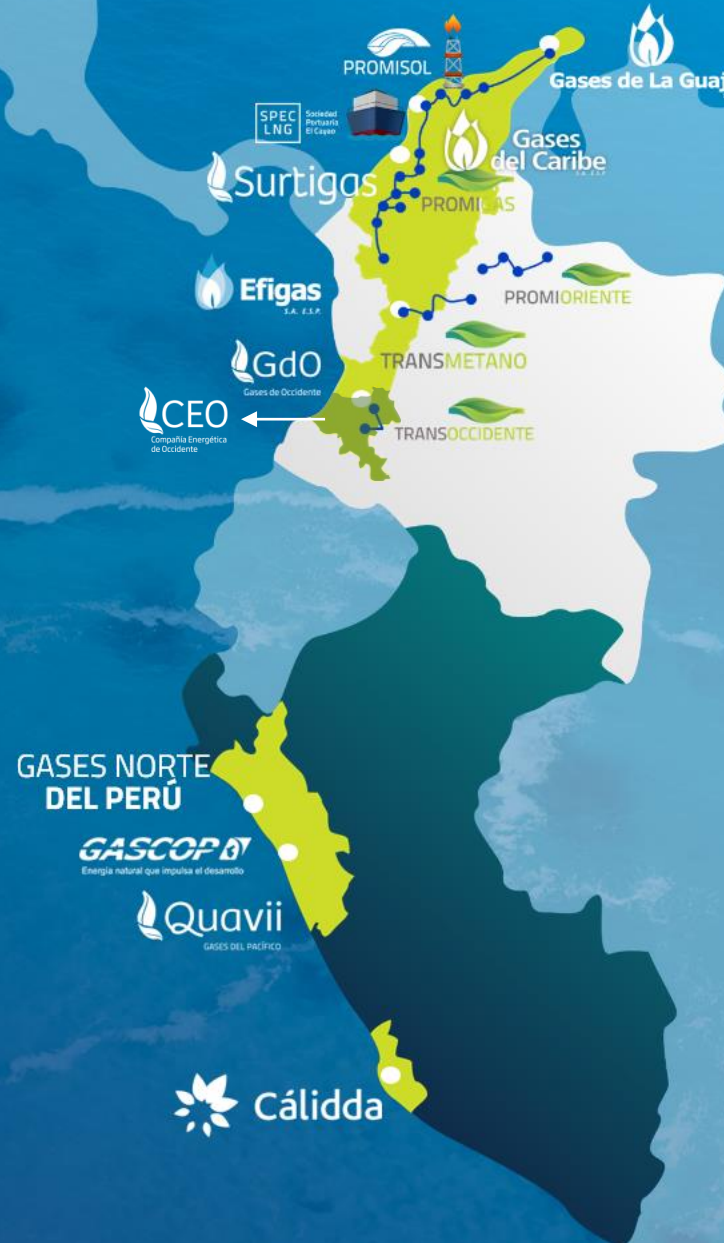 PROMISOL
Gases de La Guaj
SPEC
LNG
Sociedad
Portuaria
El Cayao
Gases
del Caribe
S.A. E.S.P
Surtigas
PROMIGAS
Efigas
S.A. E.S.P.
PROMIORIENTE
GdO
Gases de Occidente
TRANSMETANO
CEO
Compañía Energética
de Occidente
TRANSOCCIDENTE
GASES NORTE
DEL PERÚ
GASCOP
Energía natural que impulsa el desarrollo
Quavii
GASES DEL PACÍFICO
Cálidda